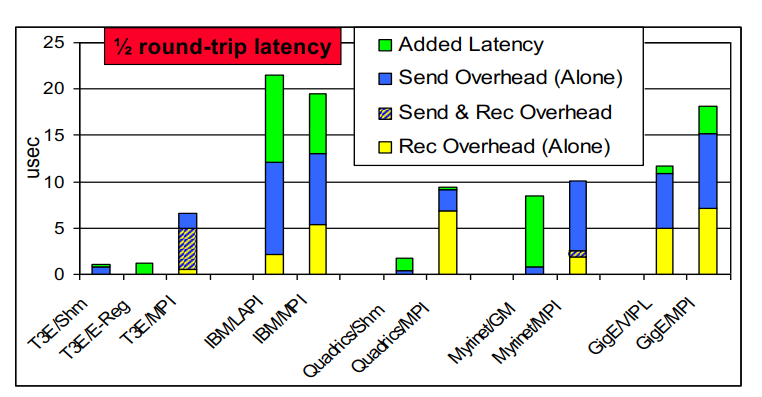 ½ round-trip latency
Added Latency
Send Overhead (Alone)
Send & Rec Overhead
Rec Overhead (Alone)
usec
25
20
15
10
5
0
T3E/Shm
T3E/E-Reg
T3E/MPI
IBM/LAPI
IBM/MPI
Quadrics/Shm
Quadrics/MPI
Myrinet/GM
Myrinet/MPI
GigE/VIPL
GigE/MPI